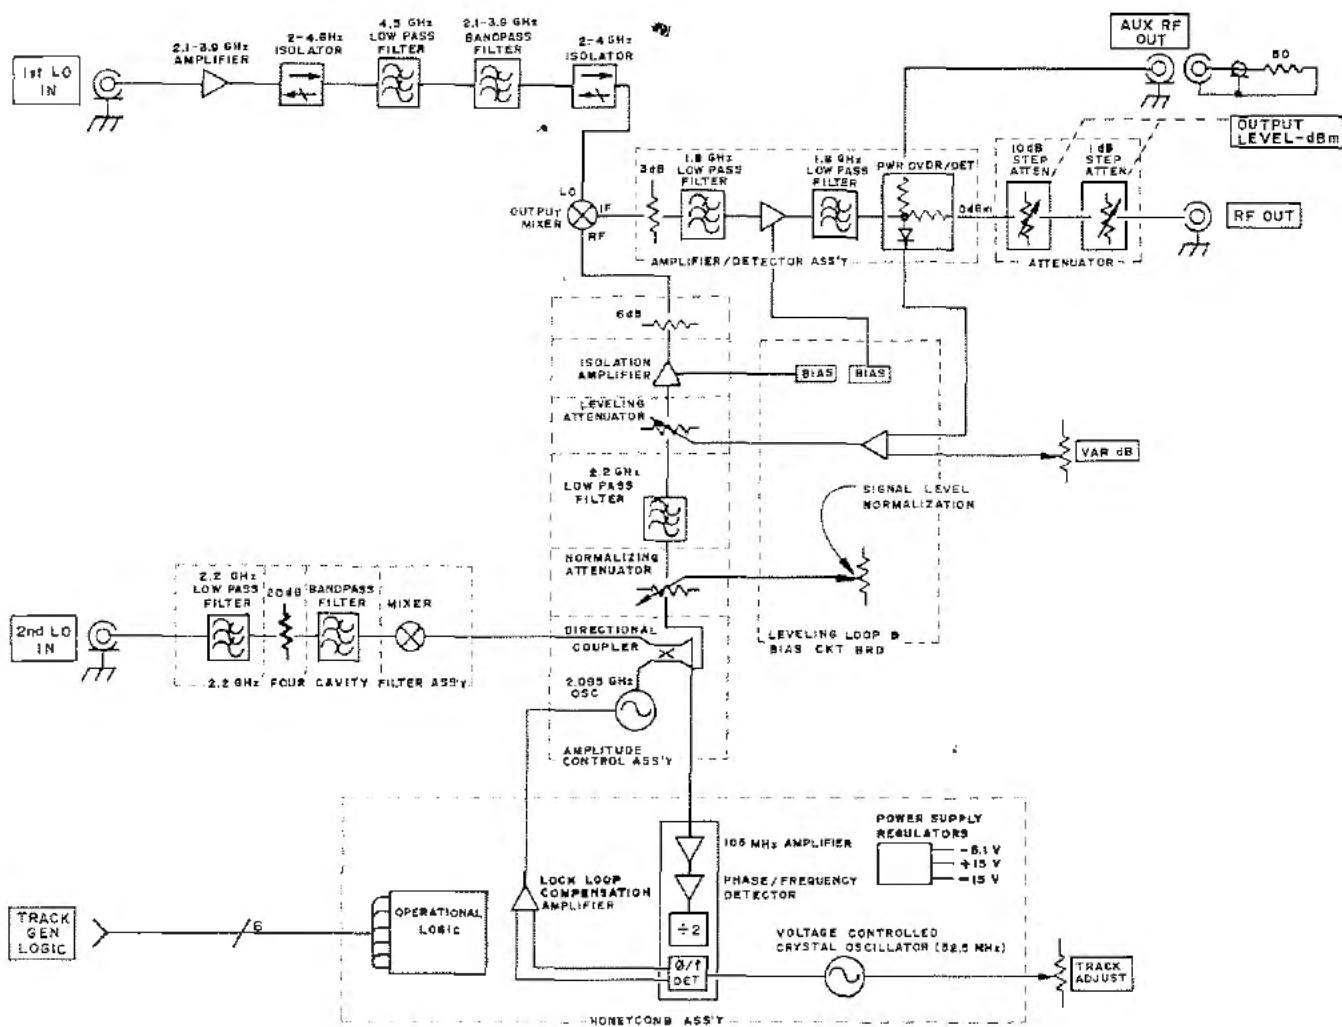 1st LO
IN
2.1-3.9 GHz
AMPLIFIER
2-4.6GHz
ISOLATOR
4.5 GHz
LOW PASS
FILTER
2.1-3.9 GHz
BANDPASS
FILTER
2-4 GHz
ISOLATOR
AUX RF
OUT
50
OUTPUT
LEVEL-dBm
LO
IF
RF
OUTPUT
MIXER
3dB
1.8 GHz
LOW PASS
FILTER
1.8 GHz
LOW PASS
FILTER
PWR DVDR/DET
0dBm
10dB
STEP
ATTEN
1dB
STEP
ATTEN
RF OUT
AMPLIFIER/DETECTOR ASS'Y
ATTENUATOR
6dB
ISOLATION
AMPLIFIER
BIAS
BIAS
LEVELING
ATTENUATOR
VAR dB
2.2 GHz
LOW PASS
FILTER
SIGNAL LEVEL
NORMALIZATION
NORMALIZING
ATTENUATOR
LEVELING LOOP &
BIAS CKT BRD
2nd LO
IN
2.2 GHz
LOW PASS
FILTER
20dB
BANDPASS
FILTER
MIXER
2.2 GHz FOUR CAVITY FILTER ASS'Y
DIRECTIONAL
COUPLER
2.095 GHz
OSC
AMPLITUDE
CONTROL ASS'Y
TRACK
GEN
LOGIC
6
OPERATIONAL
LOGIC
LOCK LOOP
COMPENSATION
AMPLIFIER
105 MHz AMPLIFIER
PHASE/FREQUENCY
DETECTOR
÷2
Ø/f
DET
POWER SUPPLY
REGULATORS
+15 V
-15 V
VOLTAGE CONTROLLED
CRYSTAL OSCILLATOR (52.5 MHz)
TRACK
ADJUST
HONEYCOMB ASS'Y